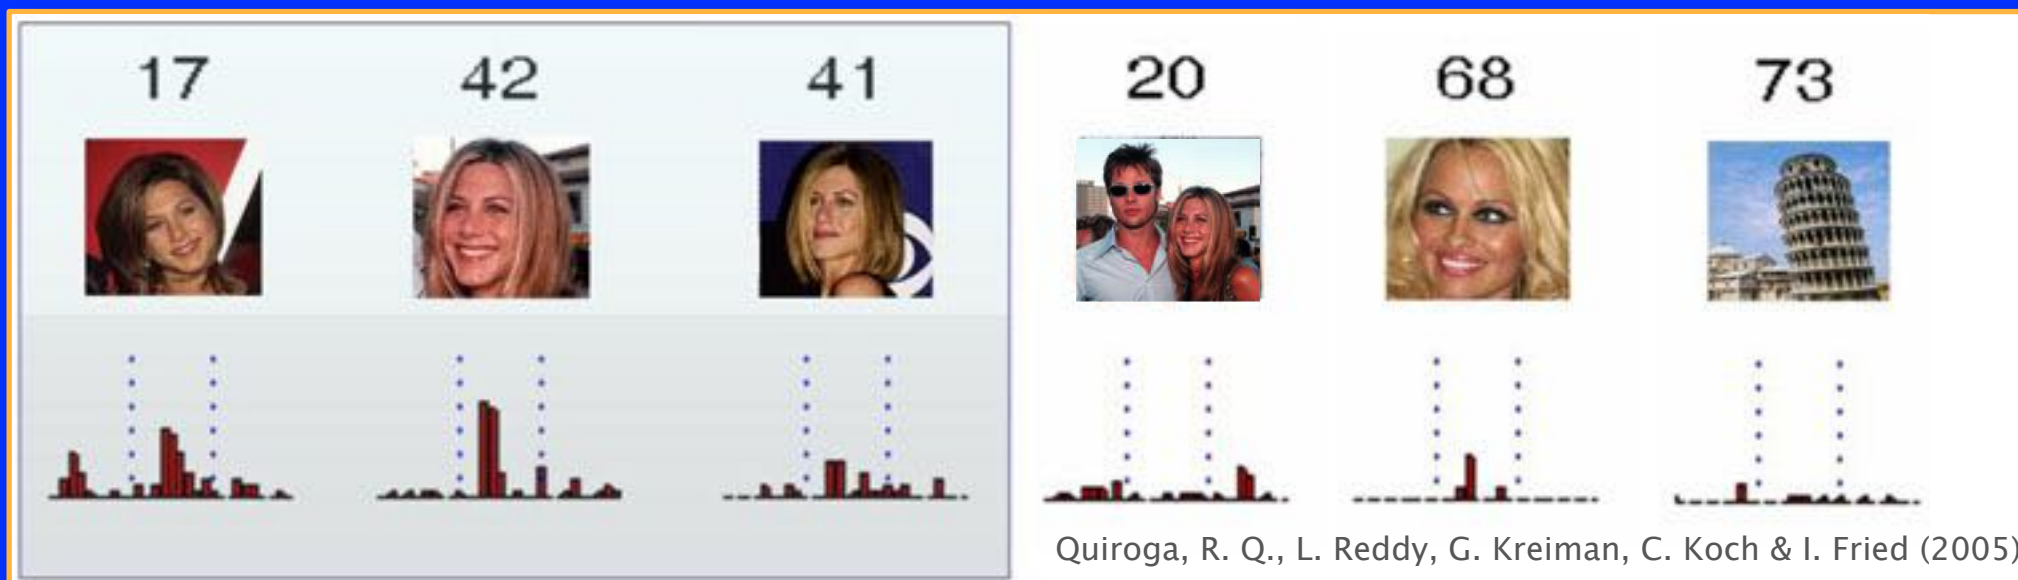 17 42 41 20 68 73
Quiroga, R. Q., L. Reddy, G. Kreiman, C. Koch & I. Fried (2005)